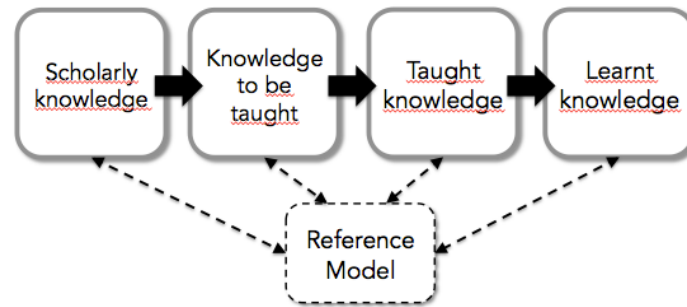 Scholarly
knowledge
Knowledge
to be
taught
Taught
knowledge
Learnt
knowledge
Reference
Model